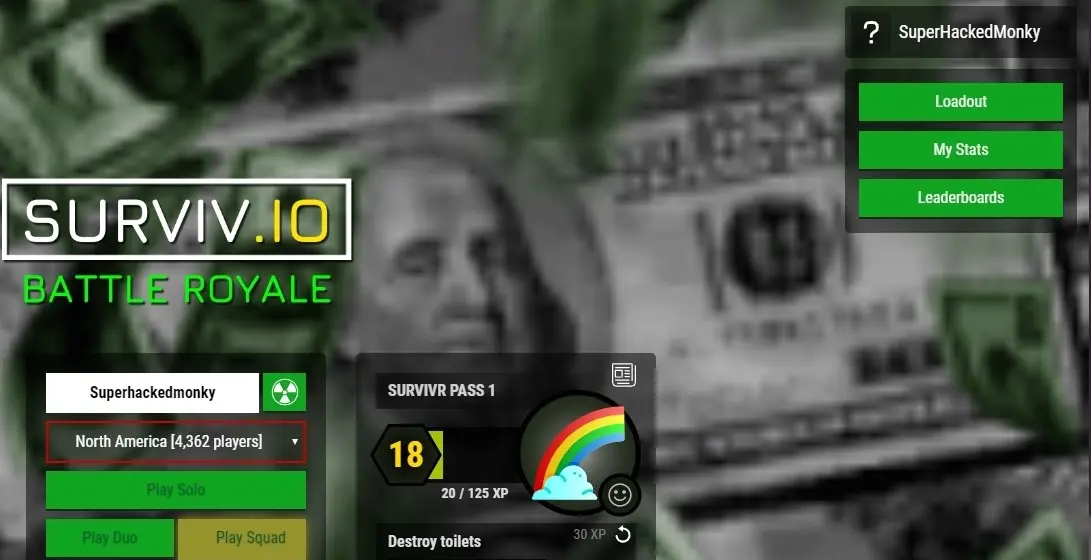 ? SuperHackedMonky
Loadout
My Stats
Leaderboards
SURVIV.IO
BATTLE ROYALE
Superhackedmonky
North America [4,362 players]
Play Solo
Play Duo Play Squad
SURVIVR PASS 1
18
20 / 125 XP
Destroy toilets 30 XP